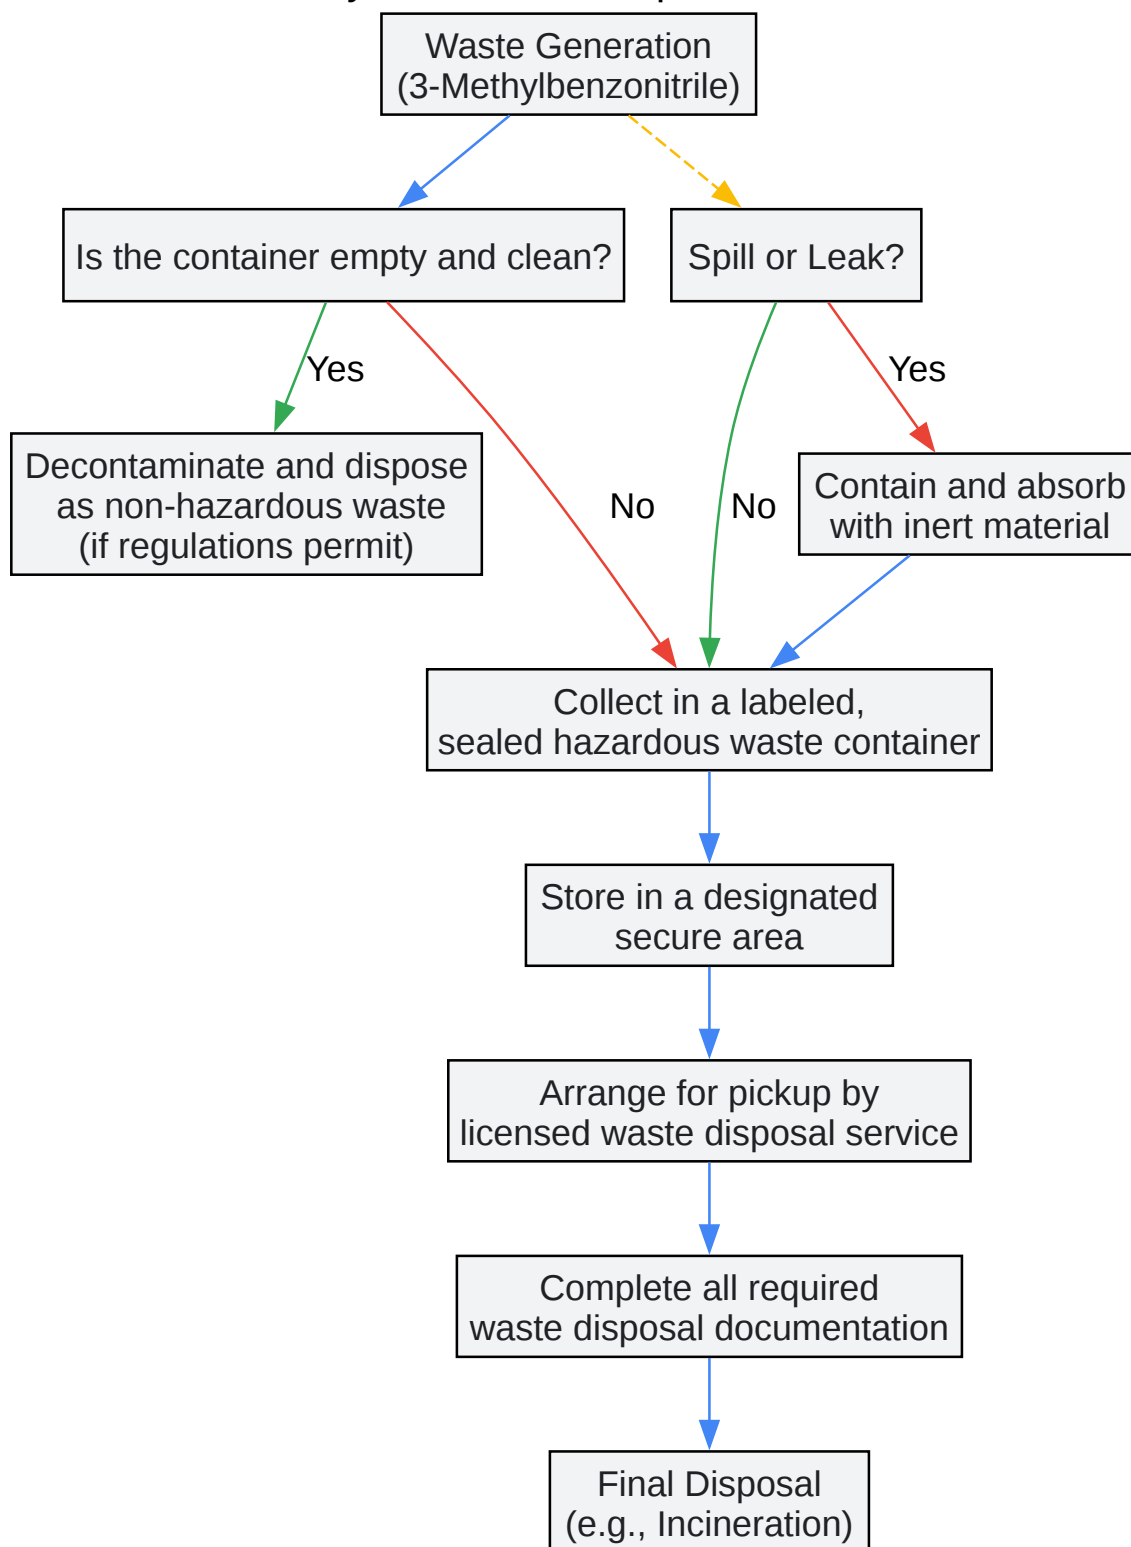 Waste Generation
(3-Methylbenzonitrile)
Is the container empty and clean?
Spill or Leak?
Yes
Yes
Decontaminate and dispose
as non-hazardous waste
(if regulations permit)
No
No
Contain and absorb
with inert material
Collect in a labeled,
sealed hazardous waste container
Store in a designated
secure area
Arrange for pickup by
licensed waste disposal service
Complete all required
waste disposal documentation
Final Disposal
(e.g., Incineration)